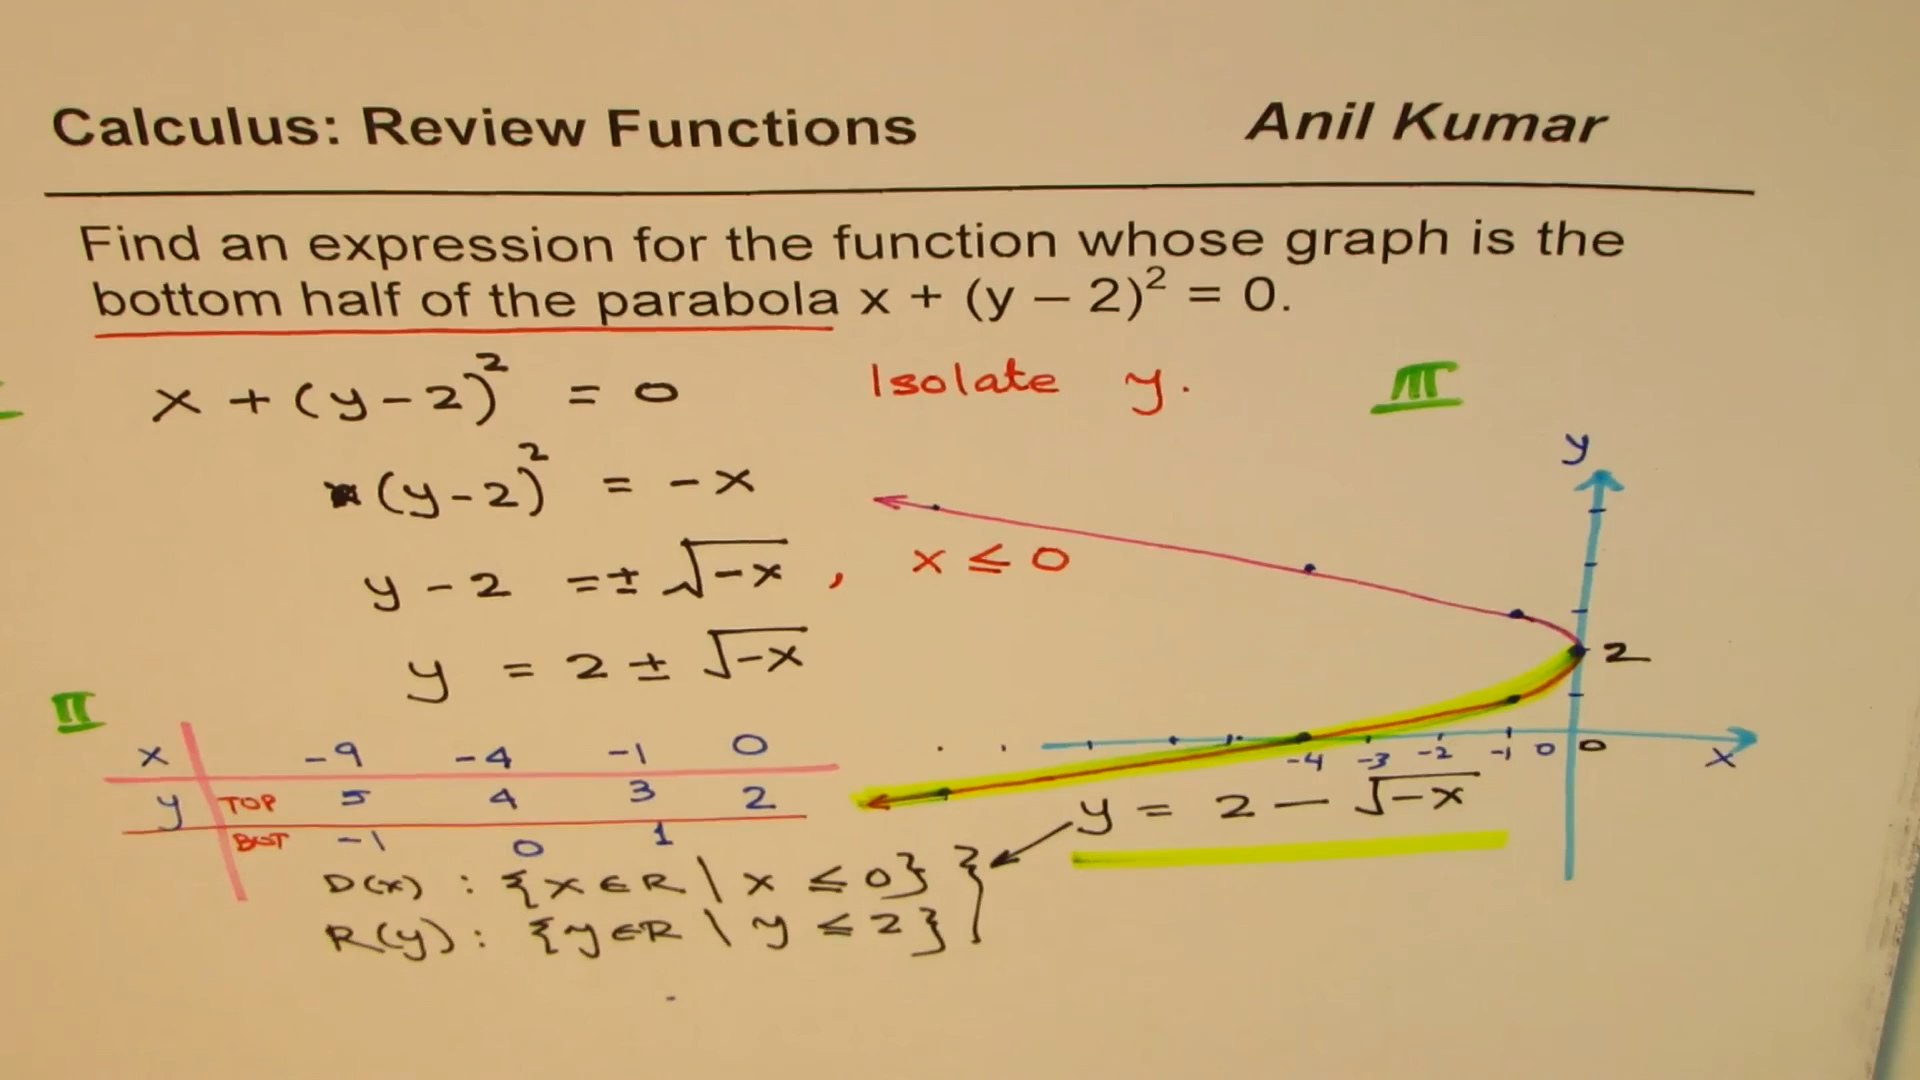 Calculus: Review Functions Anil Kumar
Find an expression for the function whose graph is the
bottom half of the parabola x + (y – 2)² = 0.
x + (y-2)² = 0 Isolate y. III
(y-2)² = -x
y - 2 = ± √-x , x ≤ 0
y = 2 ± √-x
II
x -9 -4 -1 0
y TOP 5 4 3 2
BOT -1 0 1
D(x) : {x ∈ R \ x ≤ 0} }
R(y) : {y ∈ R \ y ≤ 2}
y
2
-4 -3 -2 -1 0 0 x
y = 2 — √-x